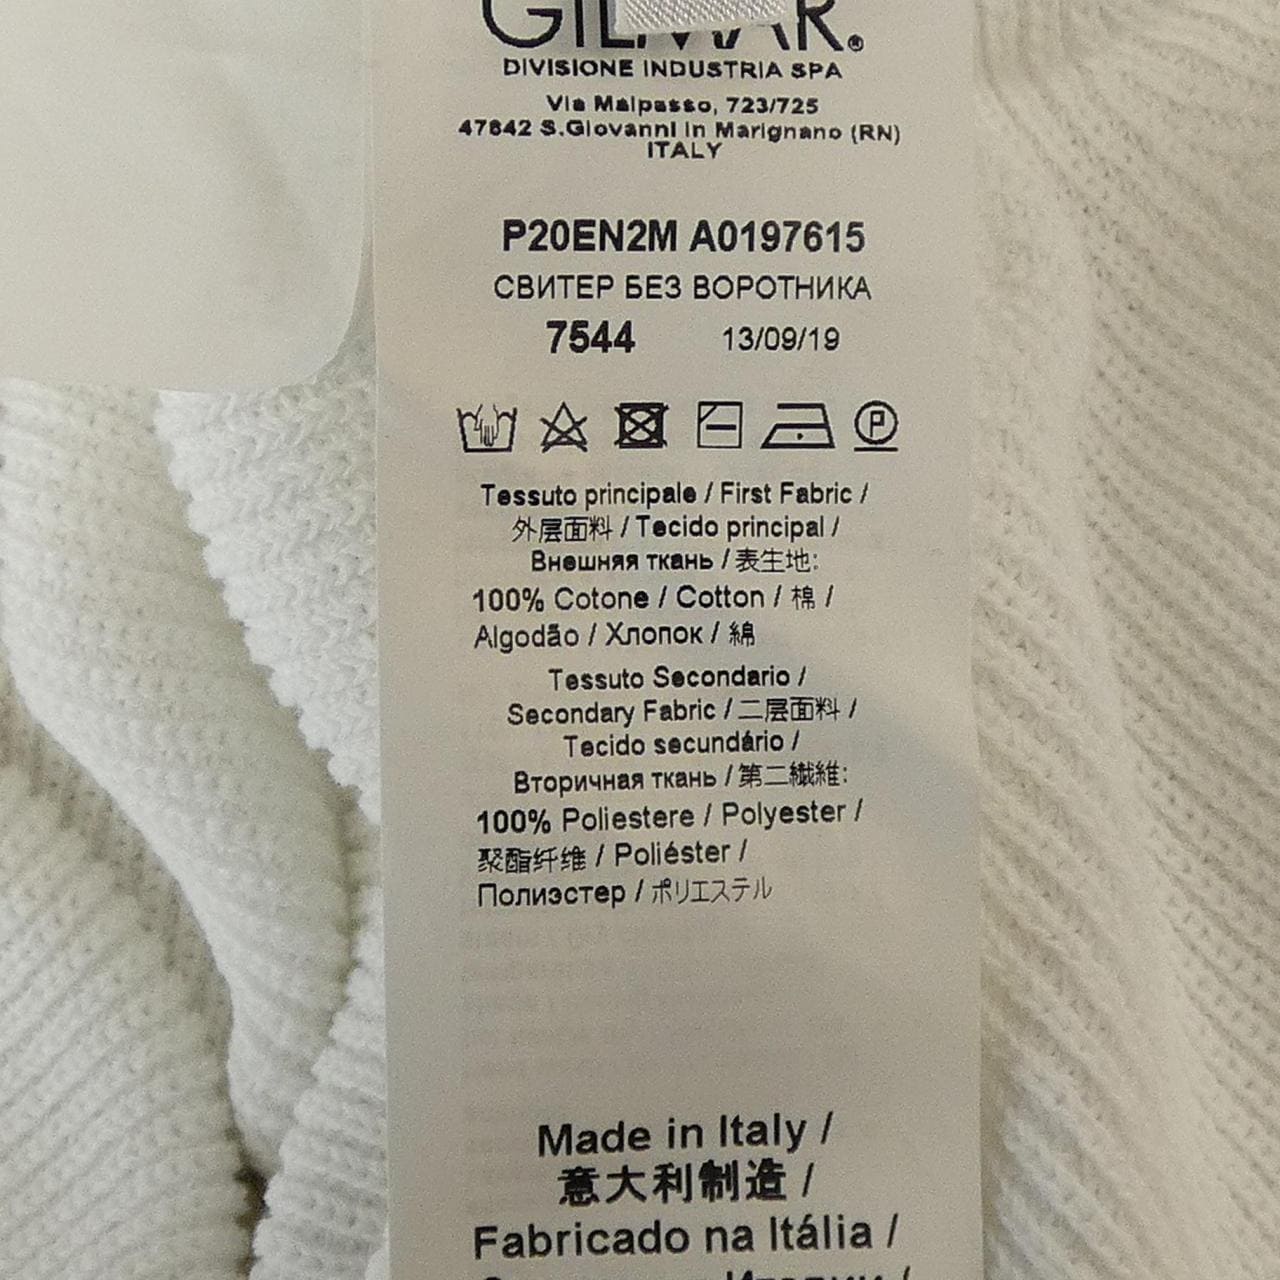 GILMAR®
DIVISIONE INDUSTRIA SPA
Via Malpasso, 723/725
47842 S.Giovanni in Marignano (RN)
ITALY
P20EN2M A0197615
СВИТЕР БЕЗ ВОРОТНИКА
7544 13/09/19
P
Tessuto principale / First Fabric /
外层面料 / Tecido principal /
Внешняя ткань / 表生地:
100% Cotone / Cotton / 棉 /
Algodão / Хлопок / 綿
Tessuto Secondario /
Secondary Fabric / 二层面料 /
Tecido secundário /
Вторичная ткань / 第二繊維:
100% Poliestere / Polyester /
聚酯纤维 / Poliéster /
Полиэстер / ポリエステル
Made in Italy /
意大利制造 /
Fabricado na Itália /